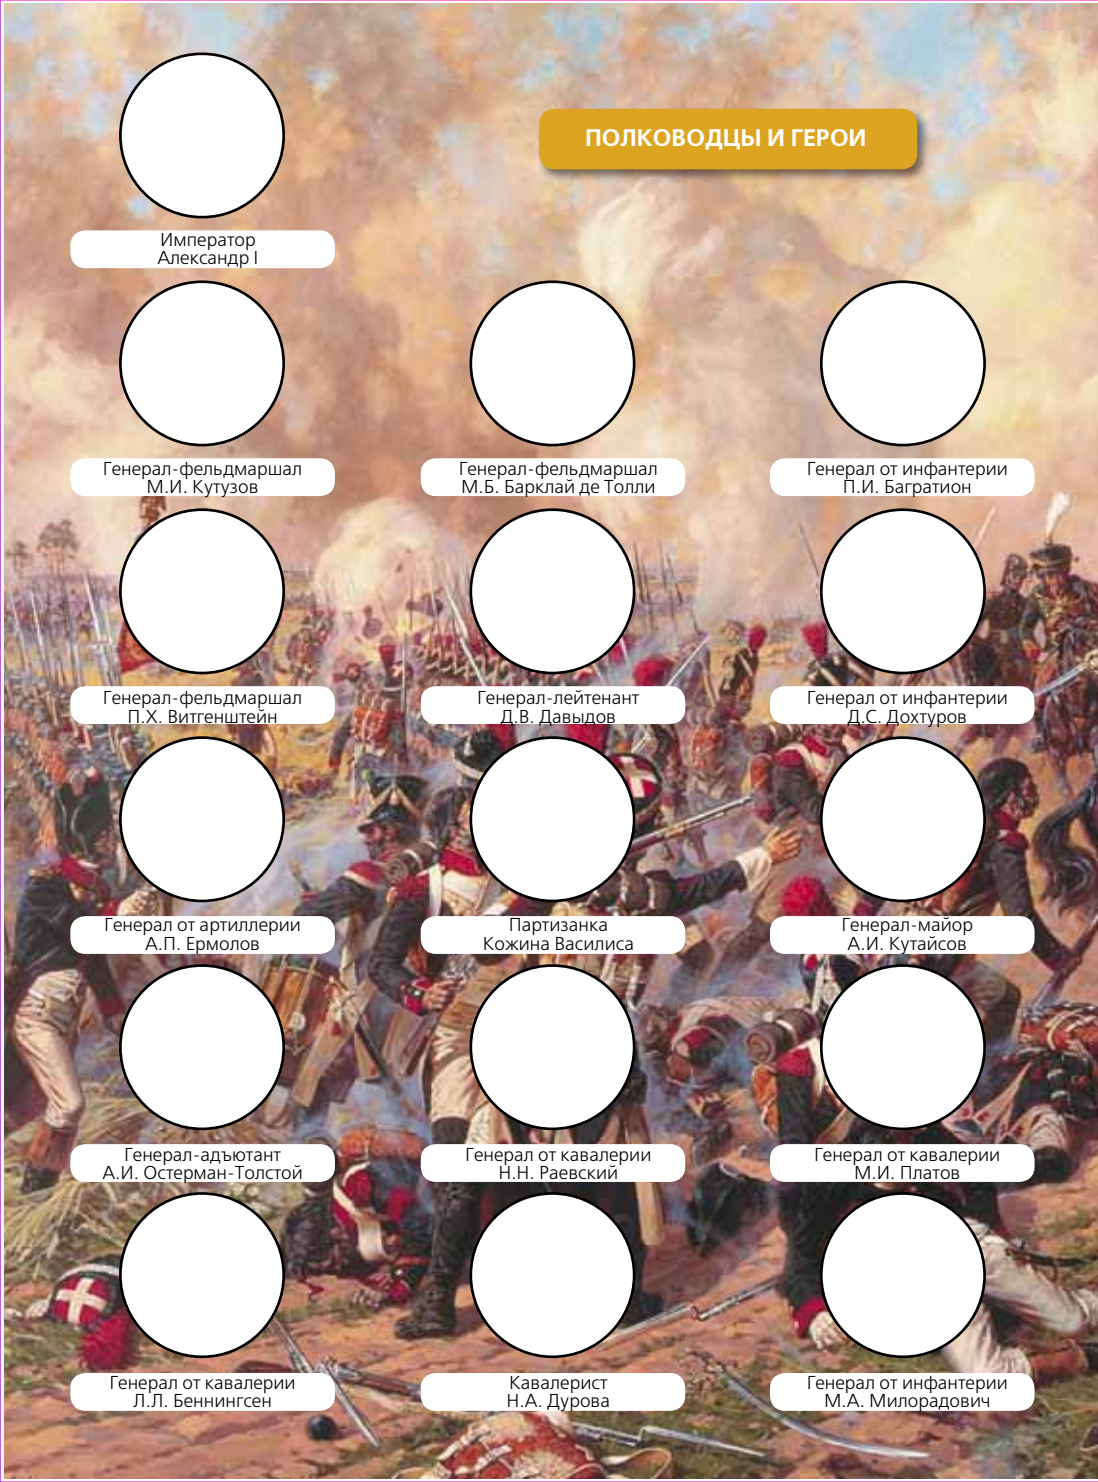 ПОЛКОВОДЦЫ И ГЕРОИ
Император
Александр I
Генерал-фельдмаршал
М.И. Кутузов
Генерал-фельдмаршал
М.Б. Барклай де Толли
Генерал от инфантерии
П.И. Багратион
Генерал-фельдмаршал
П.Х. Витгенштейн
Генерал-лейтенант
Д.В. Давыдов
Генерал от инфантерии
Д.С. Дохтуров
Генерал от артиллерии
А.П. Ермолов
Партизанка
Кожина Василиса
Генерал-майор
А.И. Кутайсов
Генерал-адъютант
А.И. Остерман-Толстой
Генерал от кавалерии
Н.Н. Раевский
Генерал от кавалерии
М.И. Платов
Генерал от кавалерии
Л.Л. Беннингсен
Кавалерист
Н.А. Дурова
Генерал от инфантерии
М.А. Милорадович